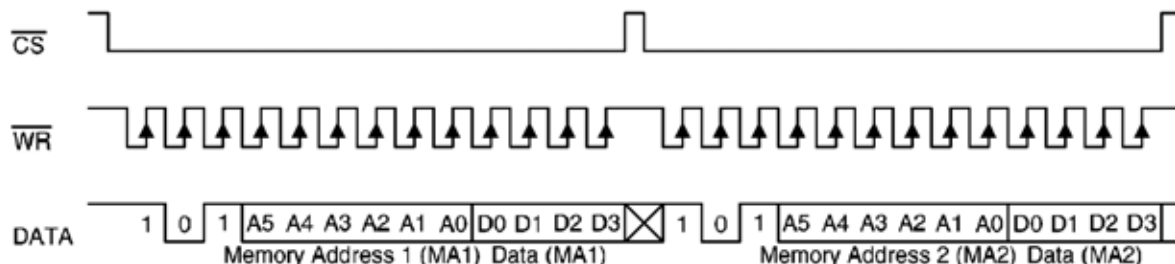 CS
WR
DATA 1 0 1 A5 A4 A3 A2 A1 A0 D0 D1 D2 D3 1 0 1 A5 A4 A3 A2 A1 A0 D0 D1 D2 D3
Memory Address 1 (MA1) Data (MA1) Memory Address 2 (MA2) Data (MA2)